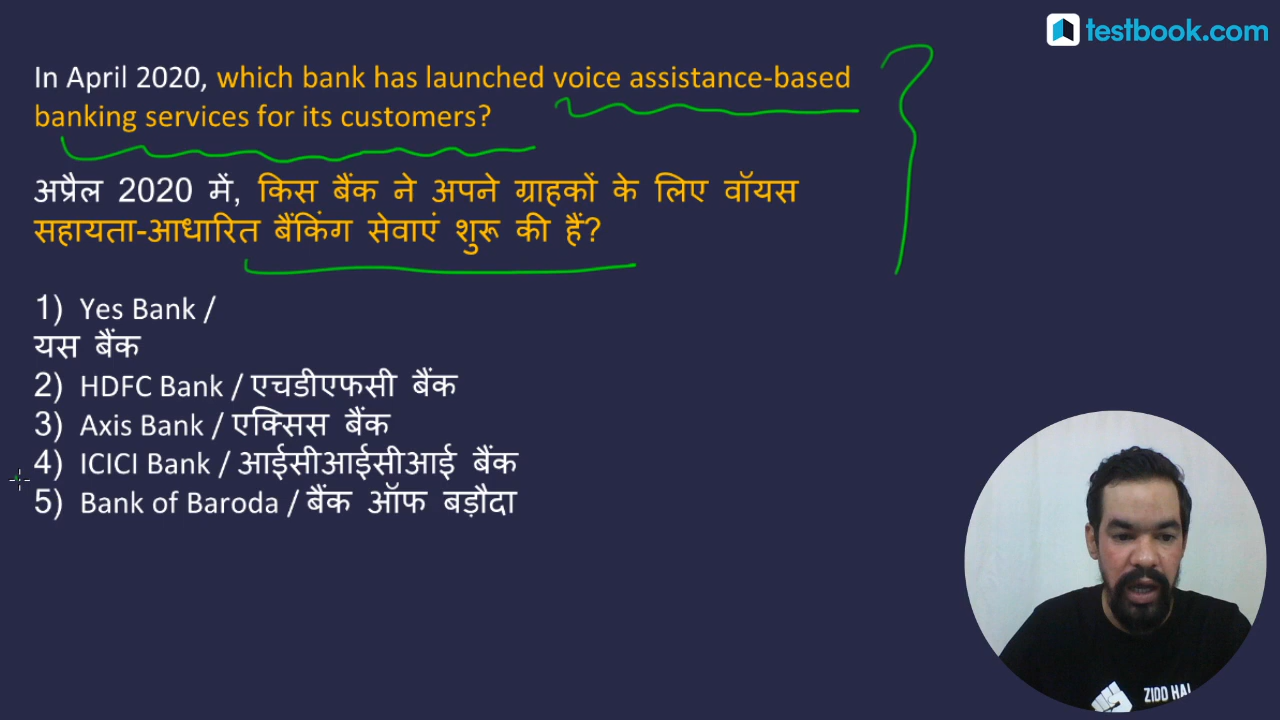 testbook.com
In April 2020, which bank has launched voice assistance-based
banking services for its customers?
अप्रैल 2020 में, किस बैंक ने अपने ग्राहकों के लिए वॉयस
सहायता-आधारित बैंकिंग सेवाएं शुरू की हैं?
1) Yes Bank /
यस बैंक
2) HDFC Bank / एचडीएफसी बैंक
3) Axis Bank / एक्सिस बैंक
4) ICICI Bank / आईसीआईसीआई बैंक
5) Bank of Baroda / बैंक ऑफ बड़ौदा
ZIDD HAI